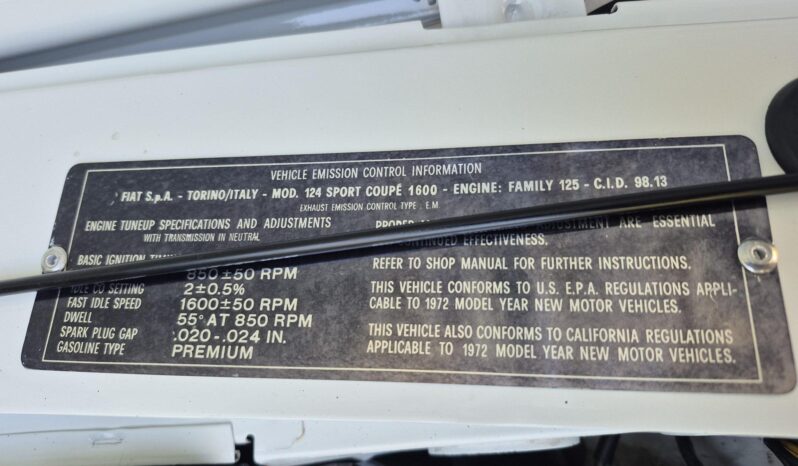 VEHICLE EMISSION CONTROL INFORMATION
FIAT S.p.A. - TORINO/ITALY - MOD. 124 SPORT COUPÉ 1600 - ENGINE: FAMILY 125 - C.I.D. 98.13
EXHAUST EMISSION CONTROL TYPE : E.M
ENGINE TUNEUP SPECIFICATIONS AND ADJUSTMENTS
WITH TRANSMISSION IN NEUTRAL
BASIC IGNITION
850±50 RPM
IDLE CO SETTING 2±0.5%
FAST IDLE SPEED 1600±50 RPM
DWELL 55° AT 850 RPM
SPARK PLUG GAP .020-.024 IN.
GASOLINE TYPE PREMIUM
ADJUSTMENT ARE ESSENTIAL
EFFECTIVENESS.
REFER TO SHOP MANUAL FOR FURTHER INSTRUCTIONS.
THIS VEHICLE CONFORMS TO U.S. E.P.A. REGULATIONS APPLI-
CABLE TO 1972 MODEL YEAR NEW MOTOR VEHICLES.
THIS VEHICLE ALSO CONFORMS TO CALIFORNIA REGULATIONS
APPLICABLE TO 1972 MODEL YEAR NEW MOTOR VEHICLES.